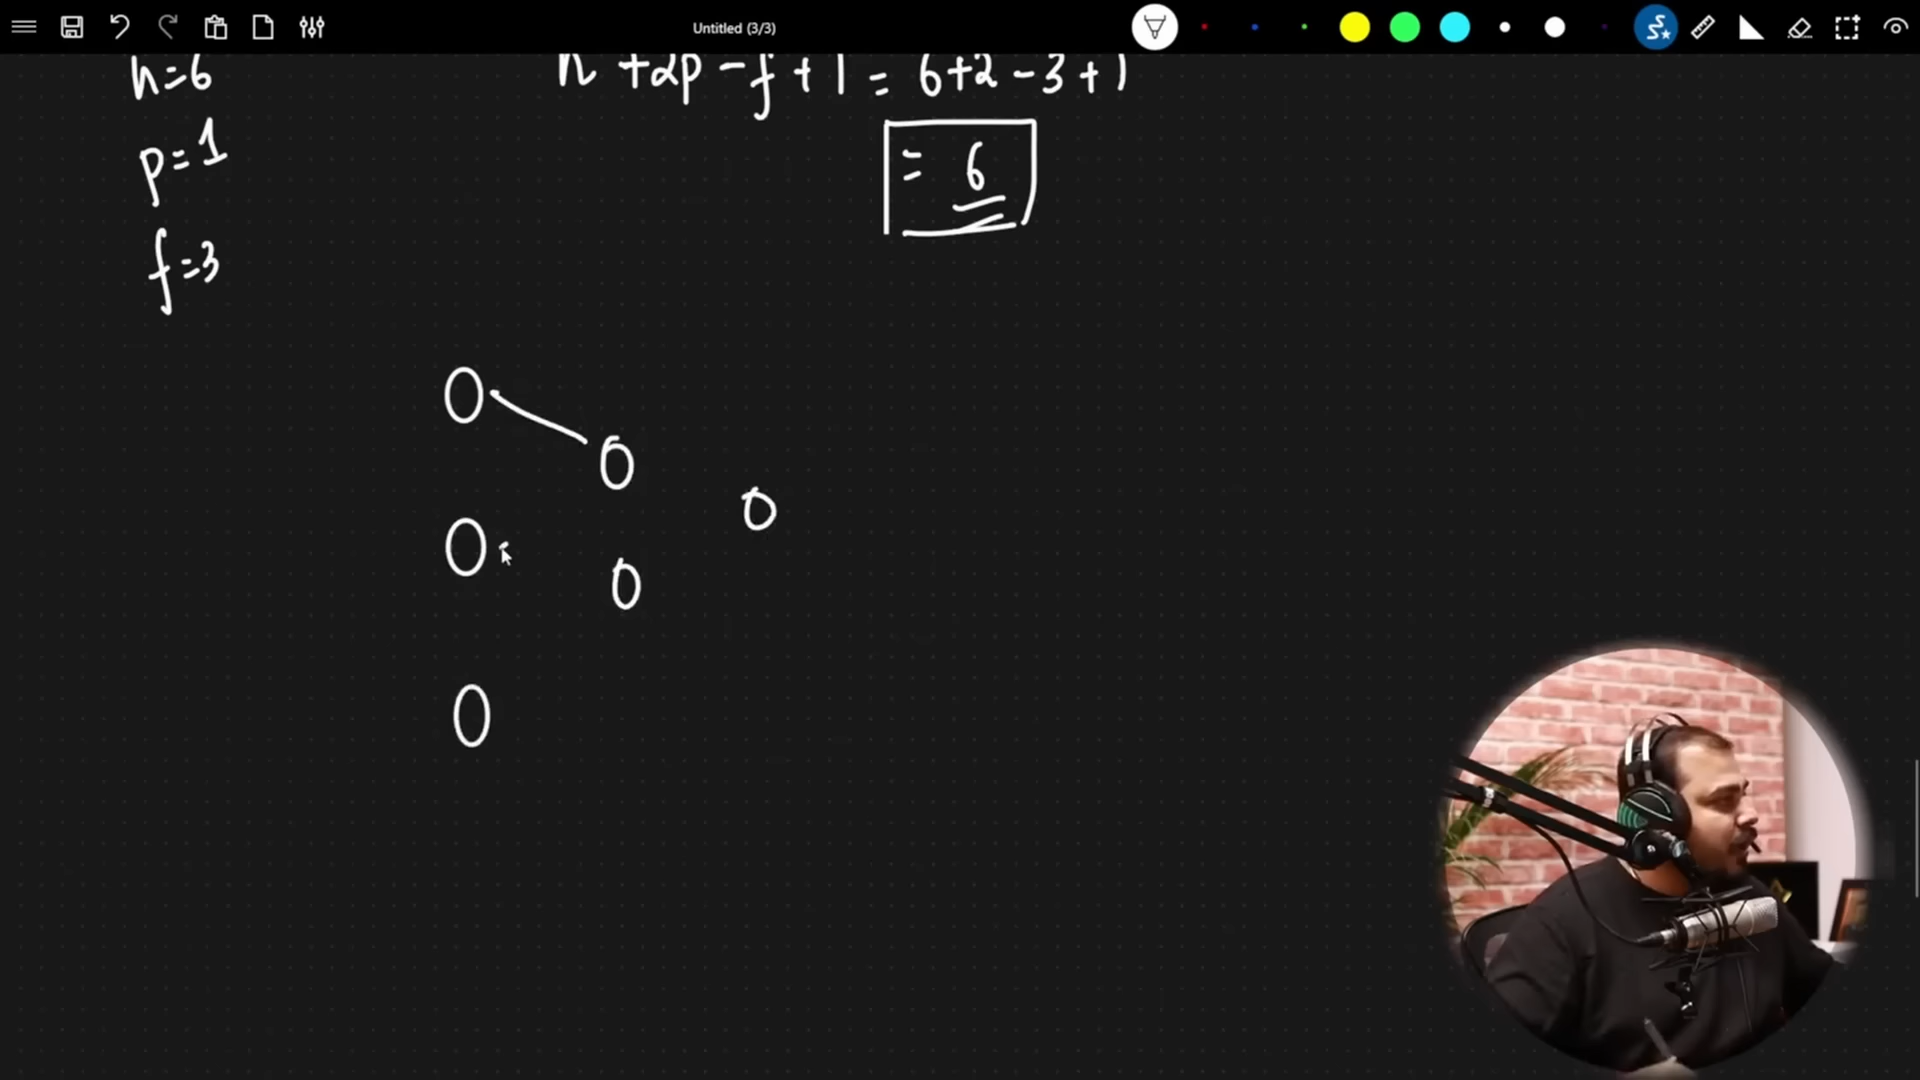 Untitled (3/3)
n=6
n + 2p - f + 1 = 6+2-3+1
p=1
= 6
f=3